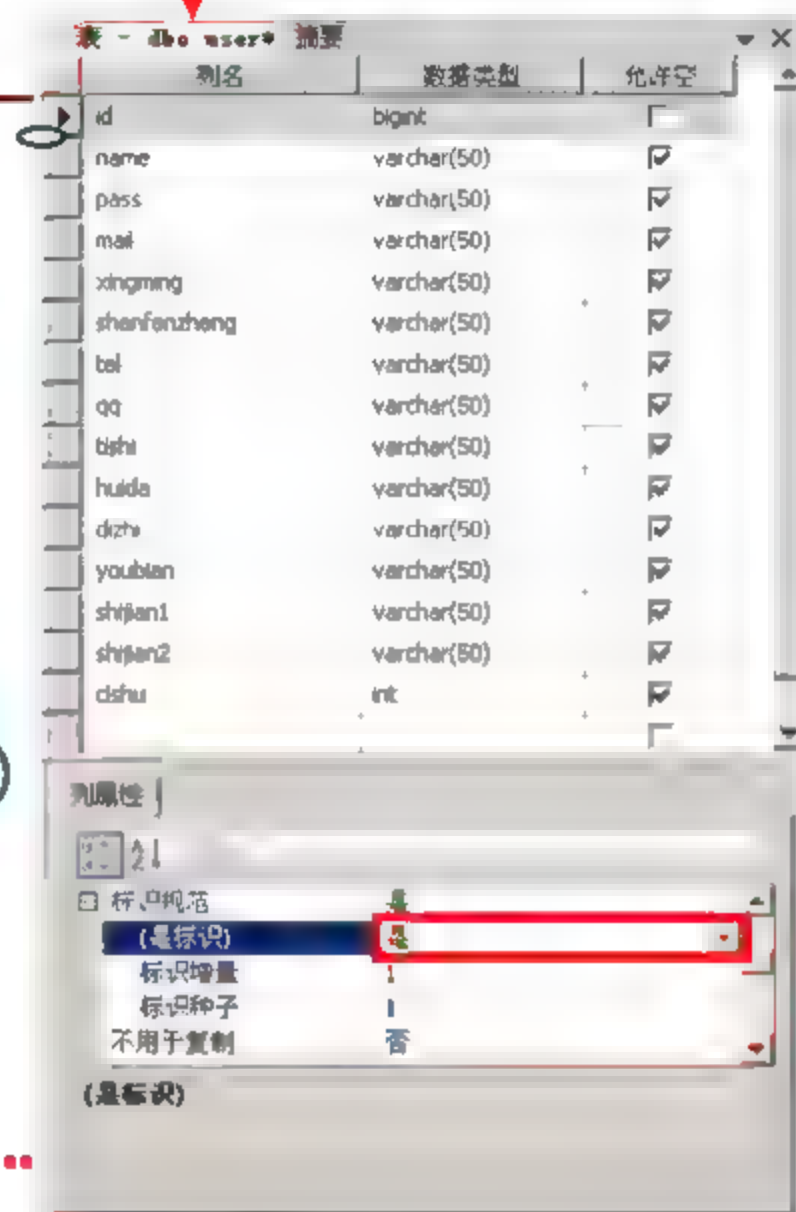 表 - dbo user* 摘要
列名 数据类型 允许空
id bigint
name varchar(50)
pass varchar(50)
mail varchar(50)
xingming varchar(50)
shenfenzheng varchar(50)
tel varchar(50)
qq varchar(50)
tishi varchar(50)
huida varchar(50)
dizhi varchar(50)
youbian varchar(50)
shijian1 varchar(50)
shijian2 varchar(50)
cishu int
列属性
标识规范 是
(是标识) 是
标识增量 1
标识种子 1
不用于复制 否
(是标识)